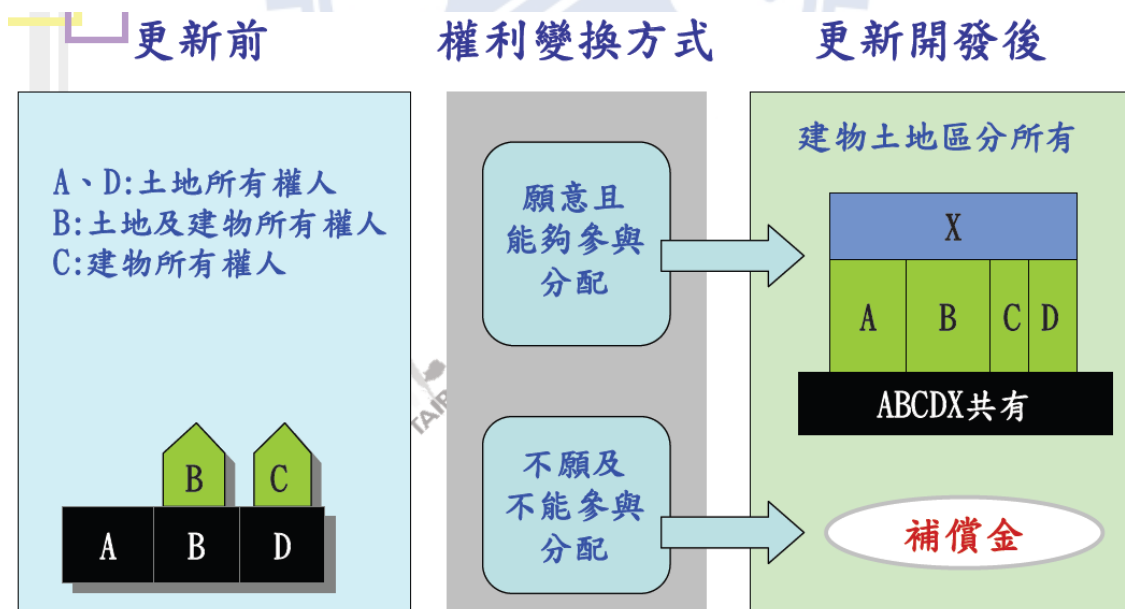 更新前
權利變換方式
更新開發後
A、D:土地所有權人
B:土地及建物所有權人
C:建物所有權人
B
C
A
B
D
願意且
能夠參與
分配
不願及
不能參與
分配
建物土地區分所有
X
A
B
C
D
ABCDX共有
補償金